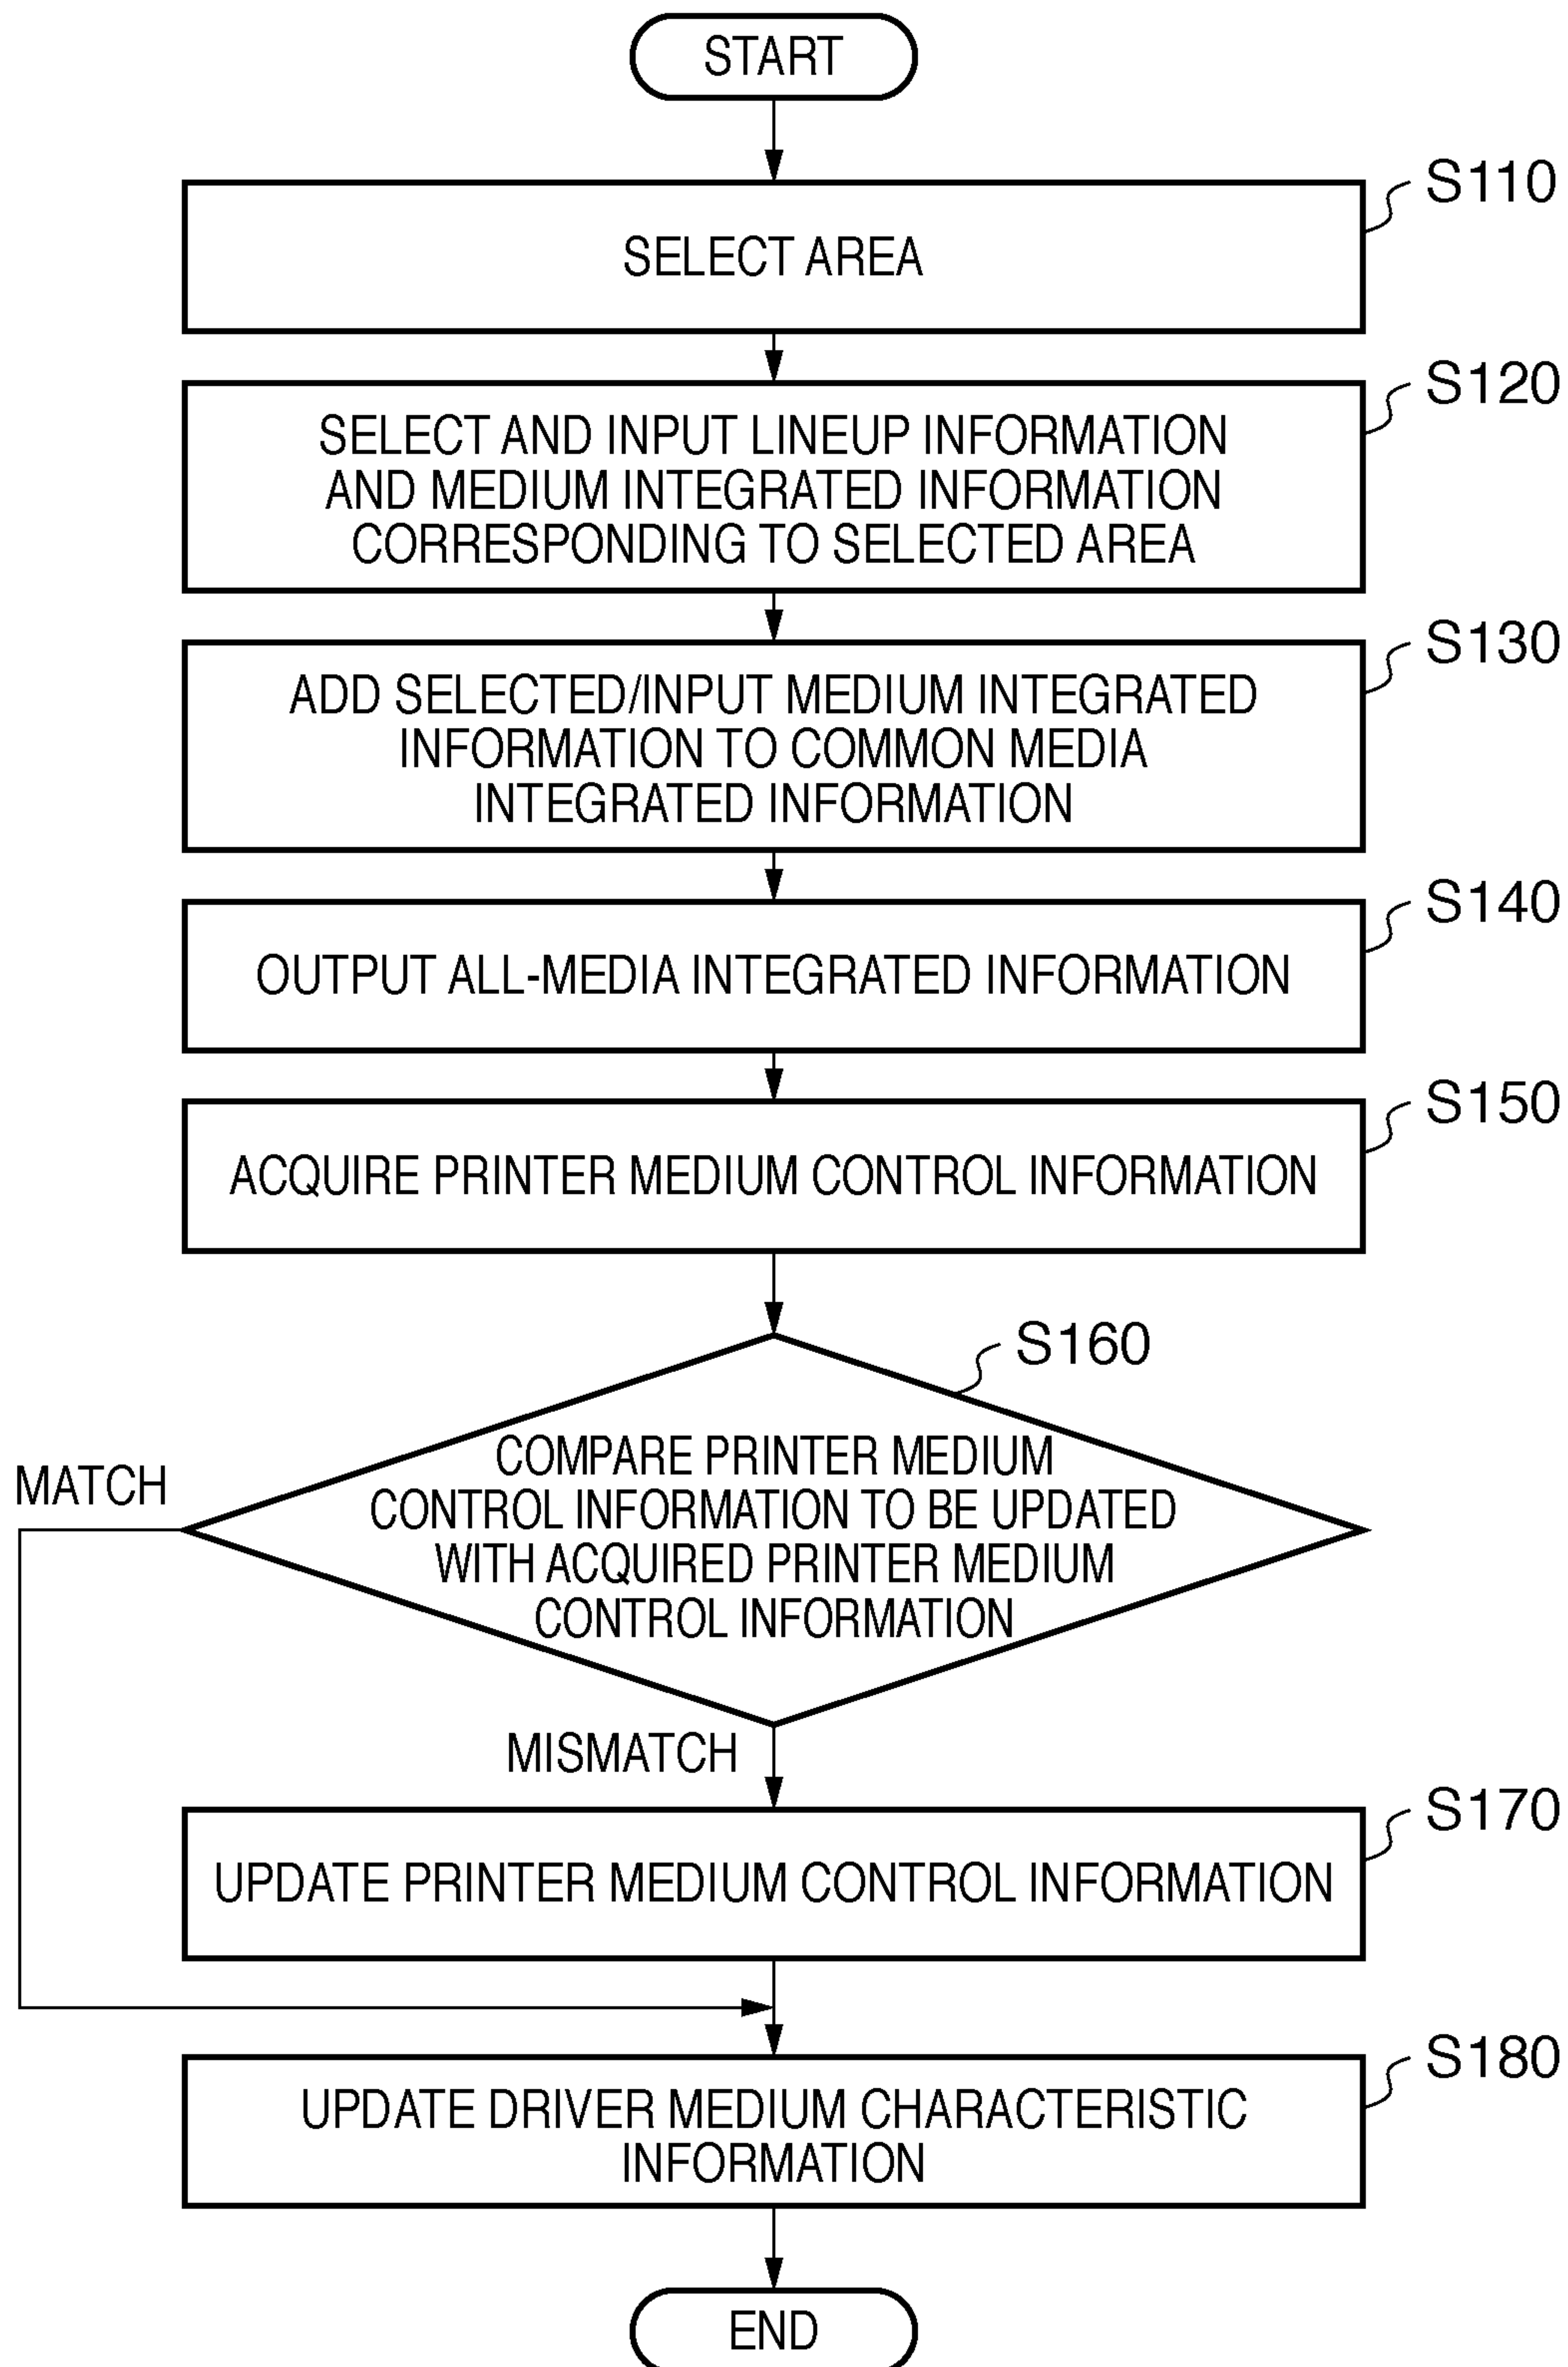 START
S110
SELECT AREA
S120
SELECT AND INPUT LINEUP INFORMATION
AND MEDIUM INTEGRATED INFORMATION
CORRESPONDING TO SELECTED AREA
S130
ADD SELECTED/INPUT MEDIUM INTEGRATED
INFORMATION TO COMMON MEDIA
INTEGRATED INFORMATION
S140
OUTPUT ALL-MEDIA INTEGRATED INFORMATION
S150
ACQUIRE PRINTER MEDIUM CONTROL INFORMATION
S160
COMPARE PRINTER MEDIUM
CONTROL INFORMATION TO BE UPDATED
WITH ACQUIRED PRINTER MEDIUM
CONTROL INFORMATION
MATCH
MISMATCH
S170
UPDATE PRINTER MEDIUM CONTROL INFORMATION
S180
UPDATE DRIVER MEDIUM CHARACTERISTIC
INFORMATION
END